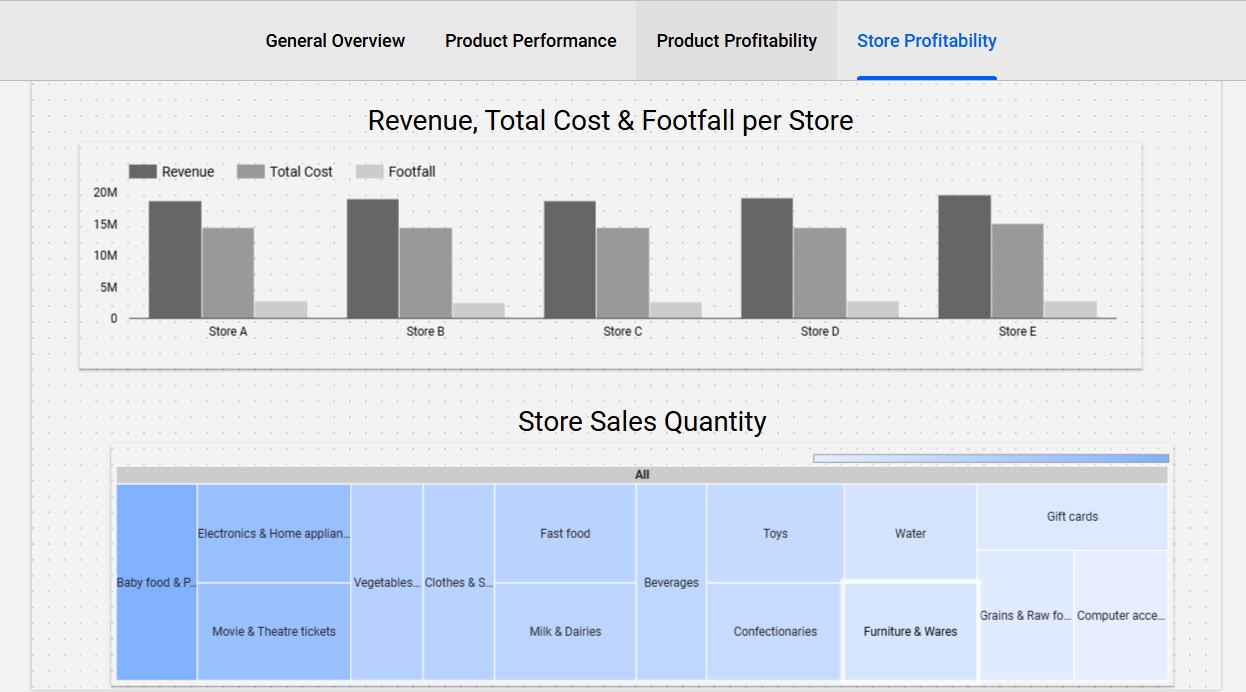 General Overview Product Performance Product Profitability Store Profitability
Revenue, Total Cost & Footfall per Store
Revenue Total Cost Footfall
20M
15M
10M
5M
0
Store A Store B Store C Store D Store E
Store Sales Quantity
All
Gift cards
Electronics & Home applian... Fast food Toys Water
Baby food & P... Vegetables... Clothes & S... Beverages
Grains & Raw fo... Computer acce...
Movie & Theatre tickets Milk & Dairies Confectionaries Furniture & Wares